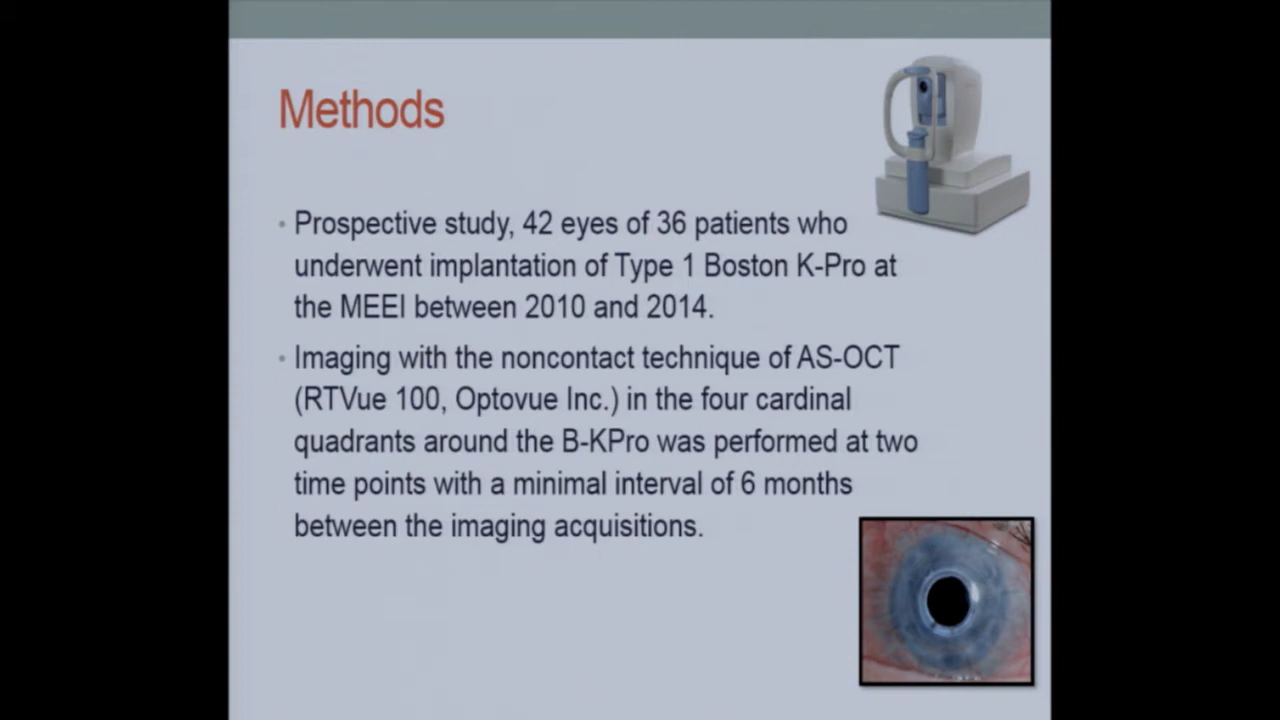 Methods
• Prospective study, 42 eyes of 36 patients who
underwent implantation of Type 1 Boston K-Pro at
the MEEI between 2010 and 2014.
• Imaging with the noncontact technique of AS-OCT
(RTVue 100, Optovue Inc.) in the four cardinal
quadrants around the B-KPro was performed at two
time points with a minimal interval of 6 months
between the imaging acquisitions.